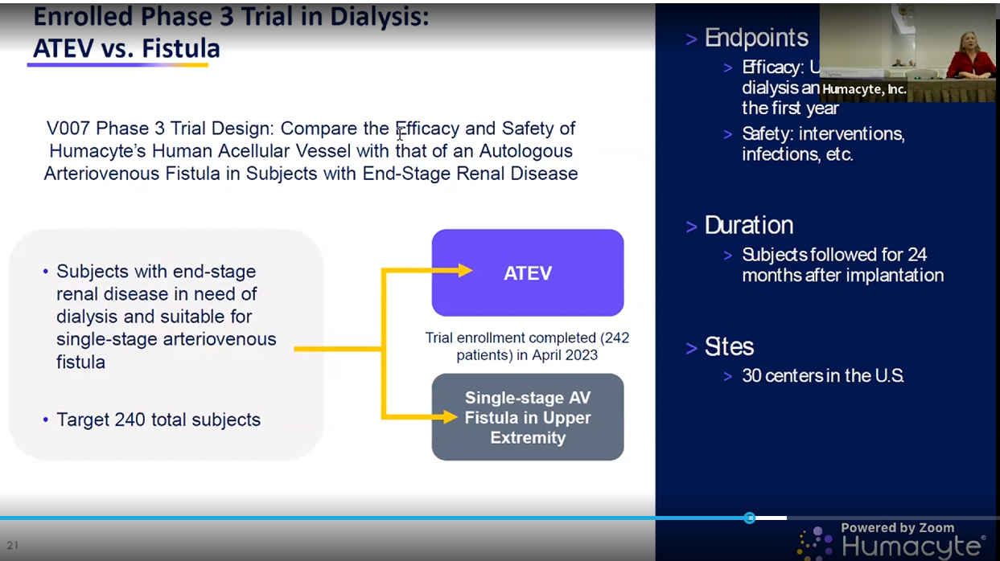 Enrolled Phase 3 Trial in Dialysis:
ATEV vs. Fistula
V007 Phase 3 Trial Design: Compare the Efficacy and Safety of
Humacyte's Human Acellular Vessel with that of an Autologous
Arteriovenous Fistula in Subjects with End-Stage Renal Disease
• Subjects with end-stage
renal disease in need of
dialysis and suitable for
single-stage arteriovenous
fistula
• Target 240 total subjects
ATEV
Trial enrollment completed (242
patients) in April 2023
Single-stage AV
Fistula in Upper
Extremity
> Endpoints
> Efficacy: U
dialysis an
the first year
> Safety: interventions,
infections, etc.
> Duration
> Subjects followed for 24
months after implantation
> Sites
> 30 centers in the U.S.
Humacyte, Inc.
21
Powered by Zoom
Humacyte®